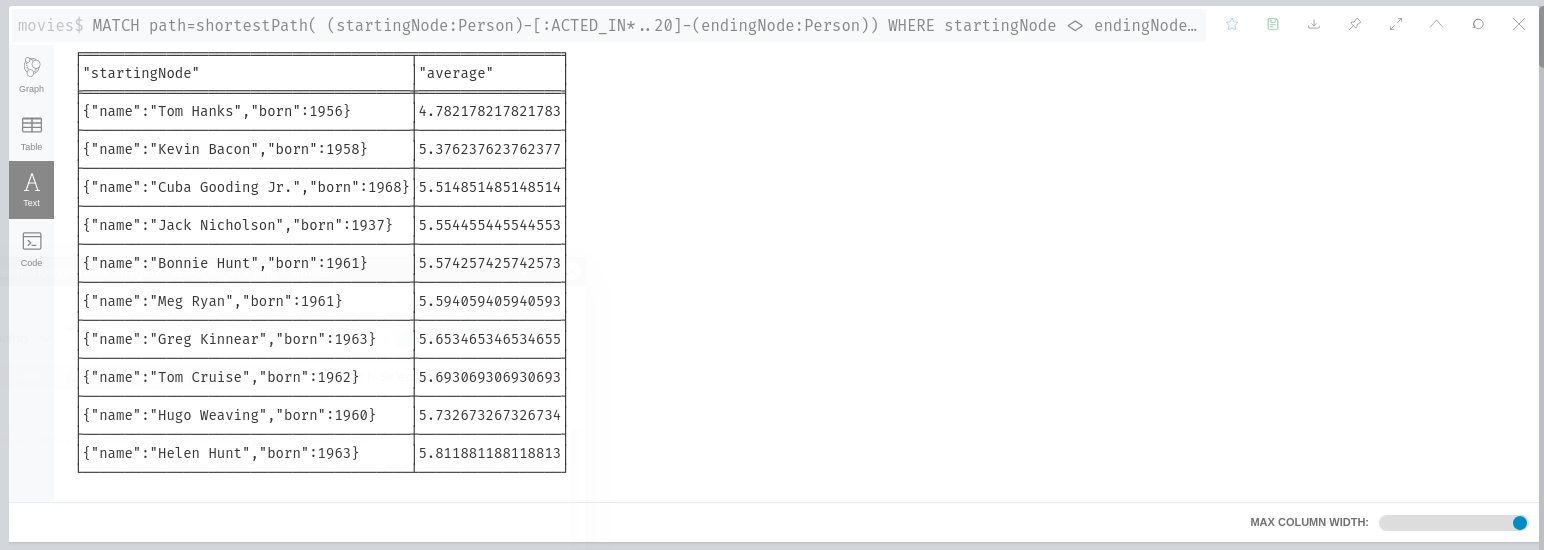 movies$ MATCH path=shortestPath( (startingNode:Person)-[:ACTED_IN*..20]-(endingNode:Person)) WHERE startingNode <> endingNode…
Graph
Table
Text
Code
"startingNode" "average"
{"name":"Tom Hanks","born":1956} 4.782178217821783
{"name":"Kevin Bacon","born":1958} 5.376237623762377
{"name":"Cuba Gooding Jr.","born":1968} 5.514851485148514
{"name":"Jack Nicholson","born":1937} 5.554455445544553
{"name":"Bonnie Hunt","born":1961} 5.574257425742573
{"name":"Meg Ryan","born":1961} 5.594059405940593
{"name":"Greg Kinnear","born":1963} 5.653465346534655
{"name":"Tom Cruise","born":1962} 5.693069306930693
{"name":"Hugo Weaving","born":1960} 5.732673267326734
{"name":"Helen Hunt","born":1963} 5.811881188118813
MAX COLUMN WIDTH: